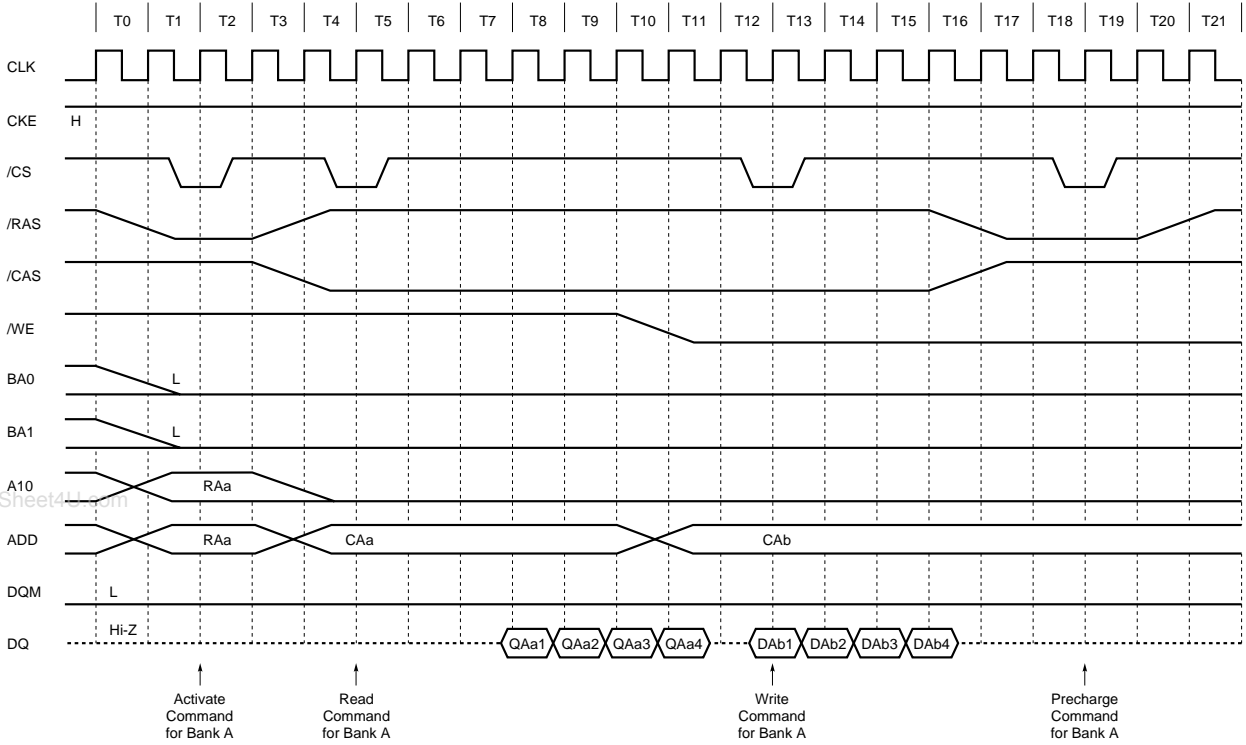 T0 T1 T2 T3 T4 T5 T6 T7 T8 T9 T10 T11 T12 T13 T14 T15 T16 T17 T18 T19 T20 T21
CLK
CKE H
/CS
/RAS
/CAS
/WE
BA0 L
BA1 L
A10 RAa
Sheet4U.com
ADD RAa CAa CAb
DQM L
Hi-Z
DQ QAa1 QAa2 QAa3 QAa4 DAb1 DAb2 DAb3 DAb4
Activate Read Write Precharge
Command Command Command Command
for Bank A for Bank A for Bank A for Bank A